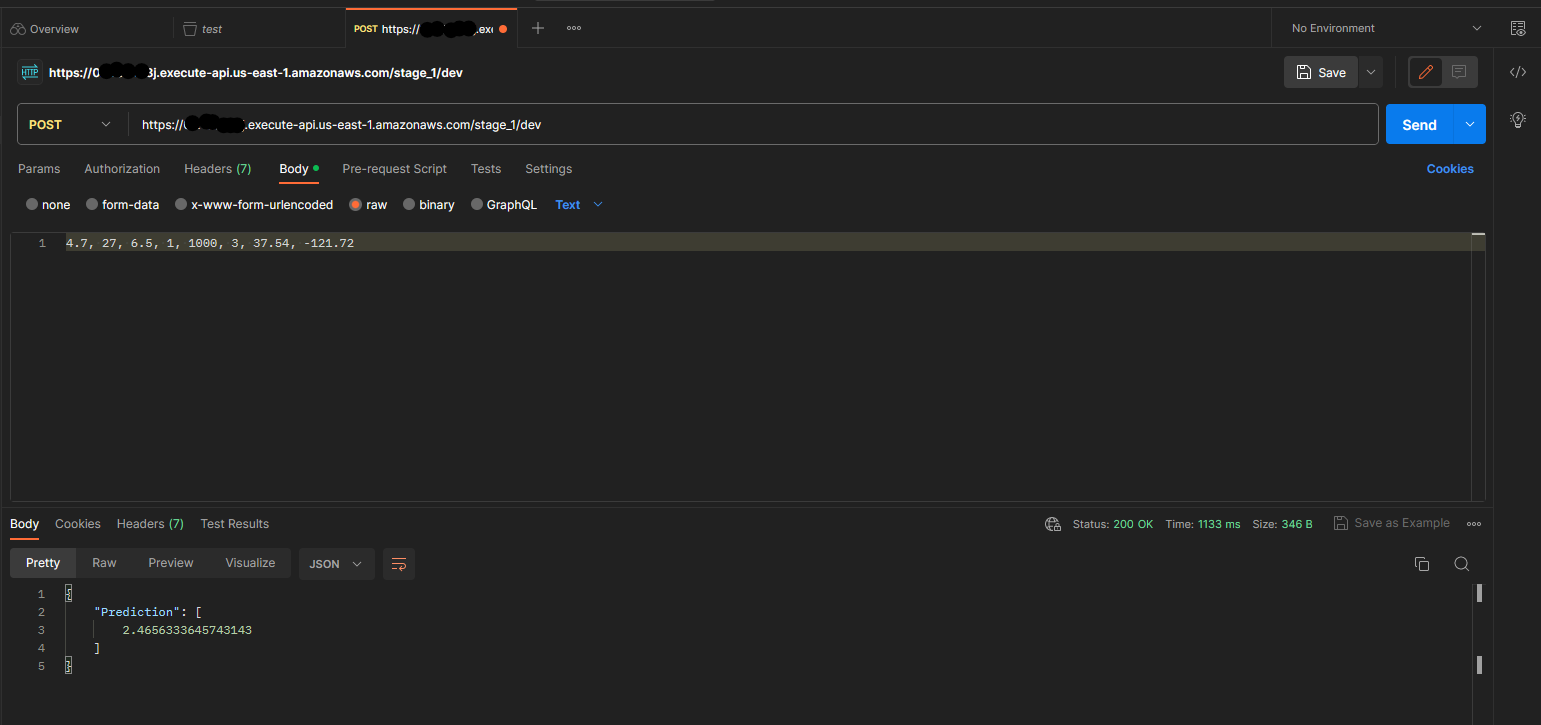 Overview
test
POST https:// .exe
No Environment
https://0 3j.execute-api.us-east-1.amazonaws.com/stage_1/dev
Save
POST
https:// .execute-api.us-east-1.amazonaws.com/stage_1/dev
Send
Params Authorization Headers (7) Body Pre-request Script Tests Settings
Cookies
none form-data x-www-form-urlencoded raw binary GraphQL Text
1 4.7, 27, 6.5, 1, 1000, 3, 37.54, -121.72
Body Cookies Headers (7) Test Results
Status: 200 OK Time: 1133 ms Size: 346 B Save as Example
Pretty Raw Preview Visualize JSON
1 {
2 "Prediction": [
3 2.4656333645743143
4 ]
5 }